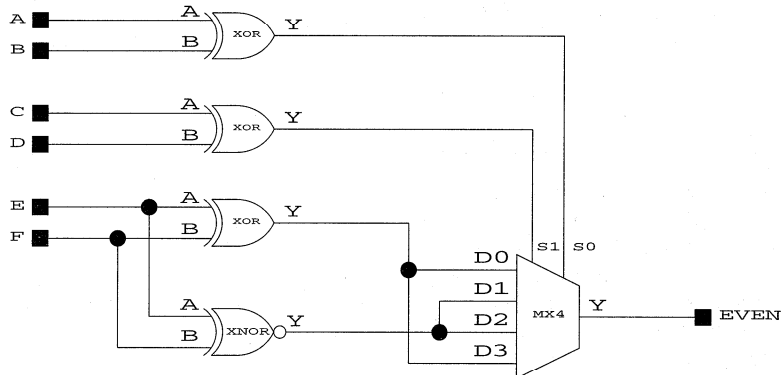 A A XOR Y
B B
C A XOR Y
D B
E A XOR Y
F B
S1 S0
D0
D1
A XNOR Y D2 MX4 Y EVEN
B D3